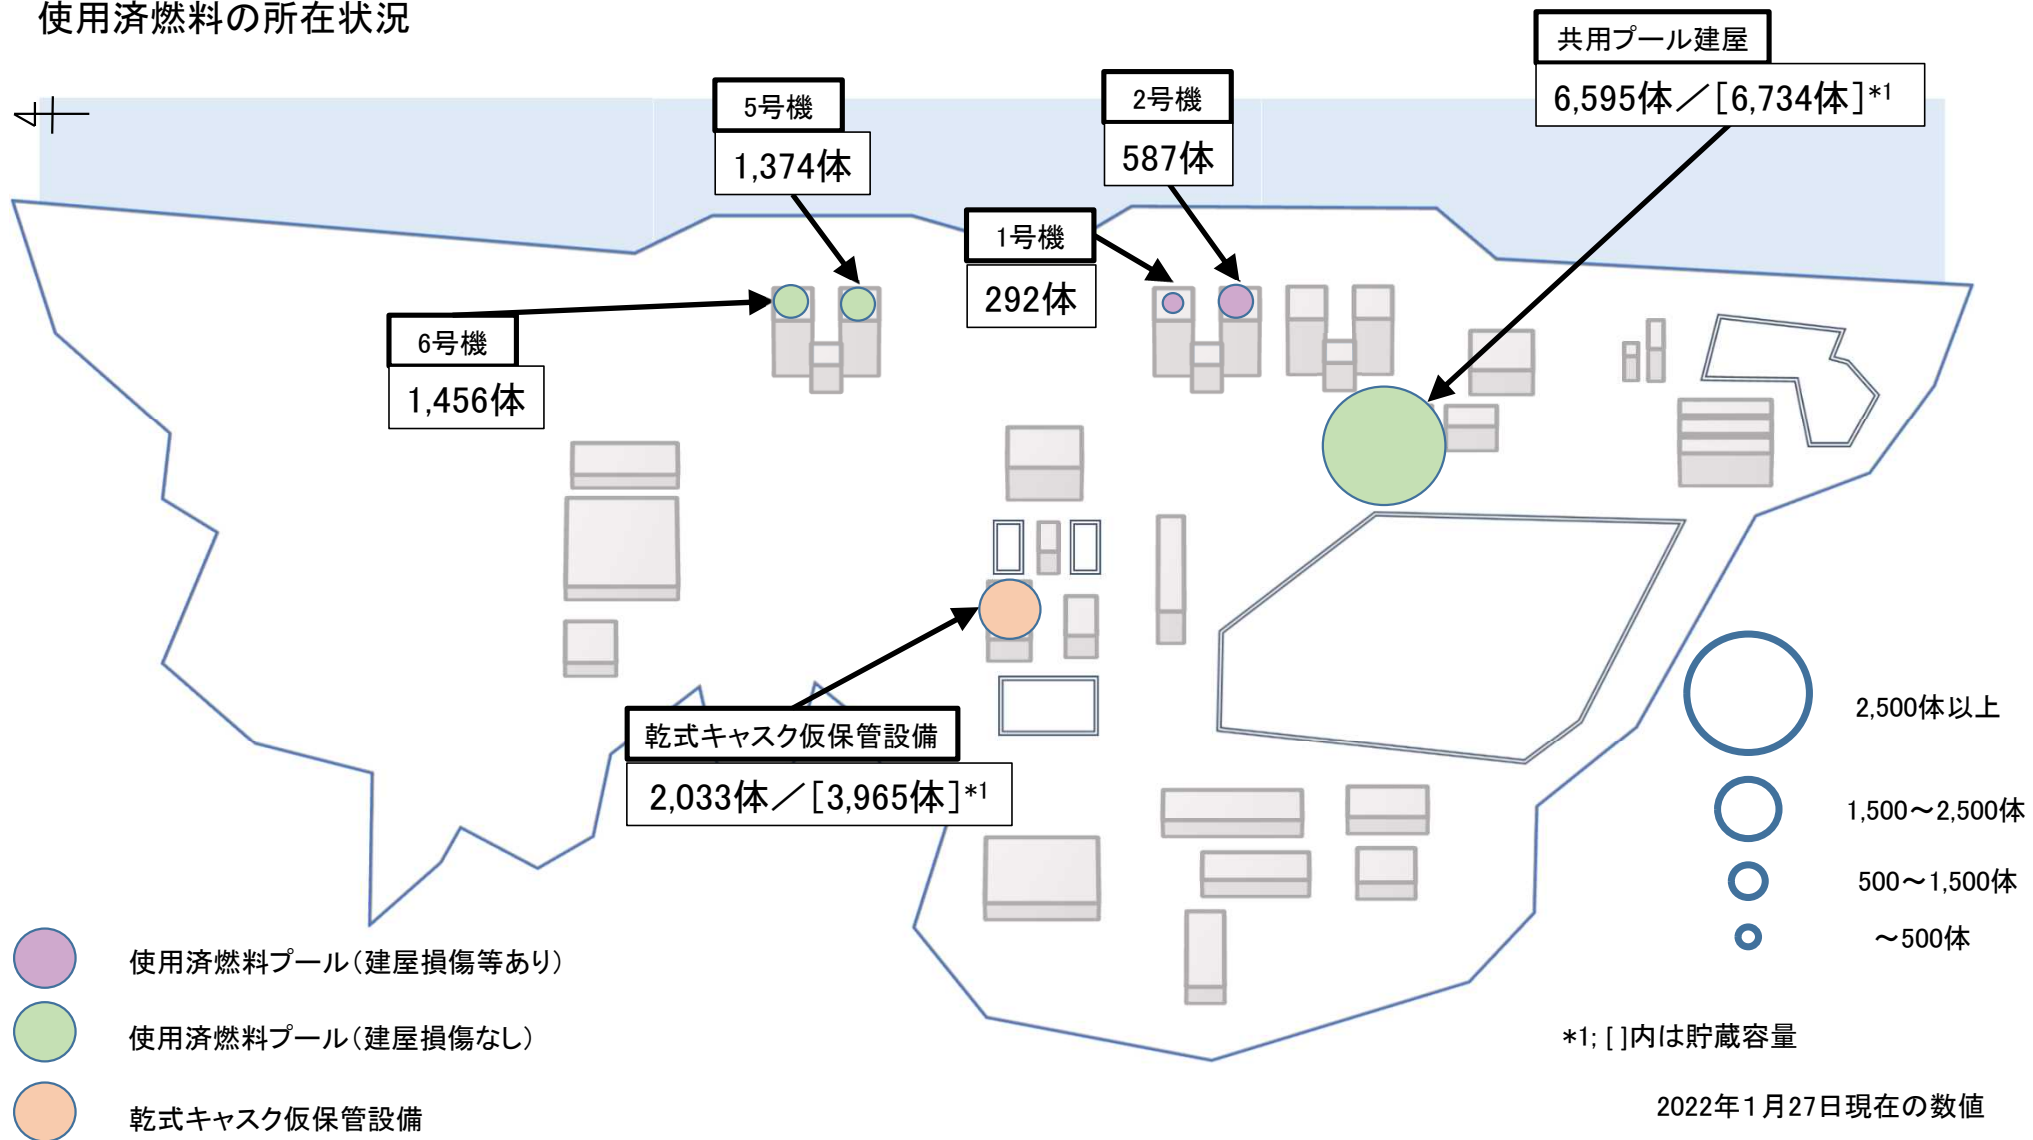 使用済燃料の所在状況
共用プール建屋
6,595体／[6,734体]*1
5号機
1,374体
2号機
587体
1号機
292体
6号機
1,456体
乾式キャスク仮保管設備
2,033体／[3,965体]*1
2,500体以上
1,500～2,500体
500～1,500体
～500体
使用済燃料プール（建屋損傷等あり）
使用済燃料プール（建屋損傷なし）
乾式キャスク仮保管設備
*1; [ ]内は貯蔵容量
2022年1月27日現在の数値